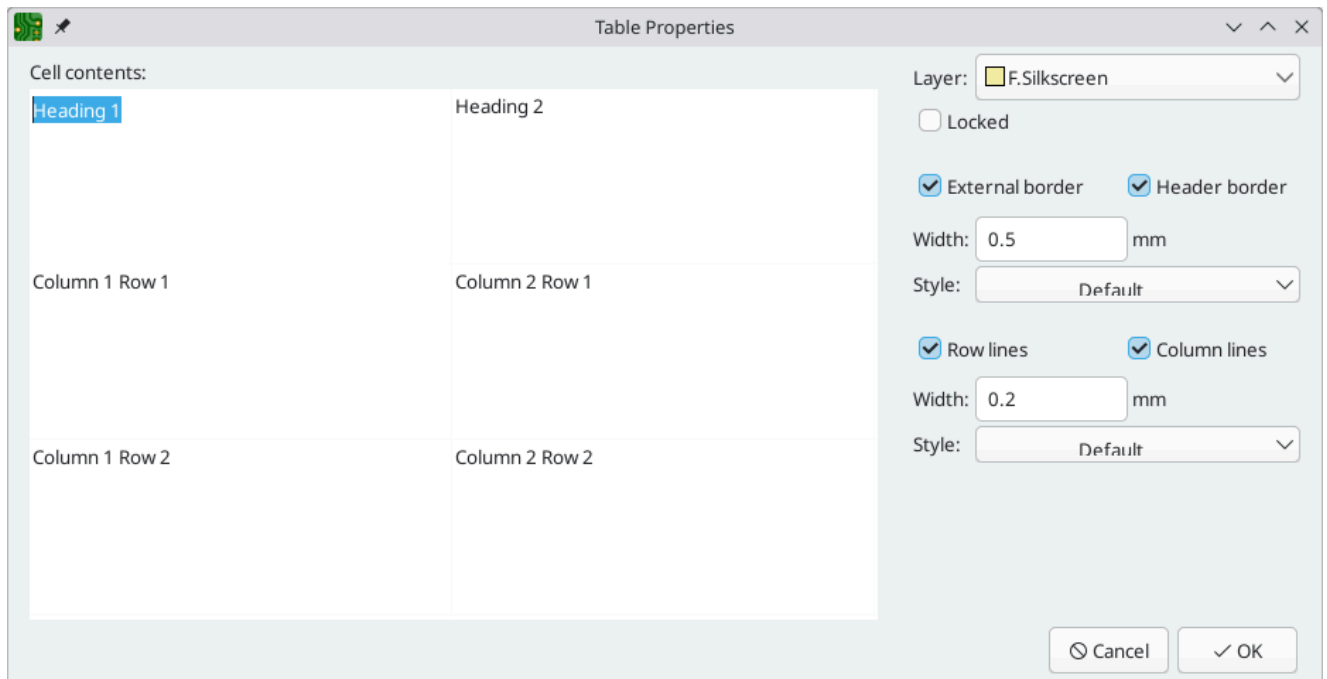 Table Properties
Cell contents:
Heading 1
Heading 2
Column 1 Row 1
Column 2 Row 1
Column 1 Row 2
Column 2 Row 2
Layer: F.Silkscreen
Locked
External border
Header border
Width: 0.5 mm
Style: Default
Row lines
Column lines
Width: 0.2 mm
Style: Default
Cancel
OK